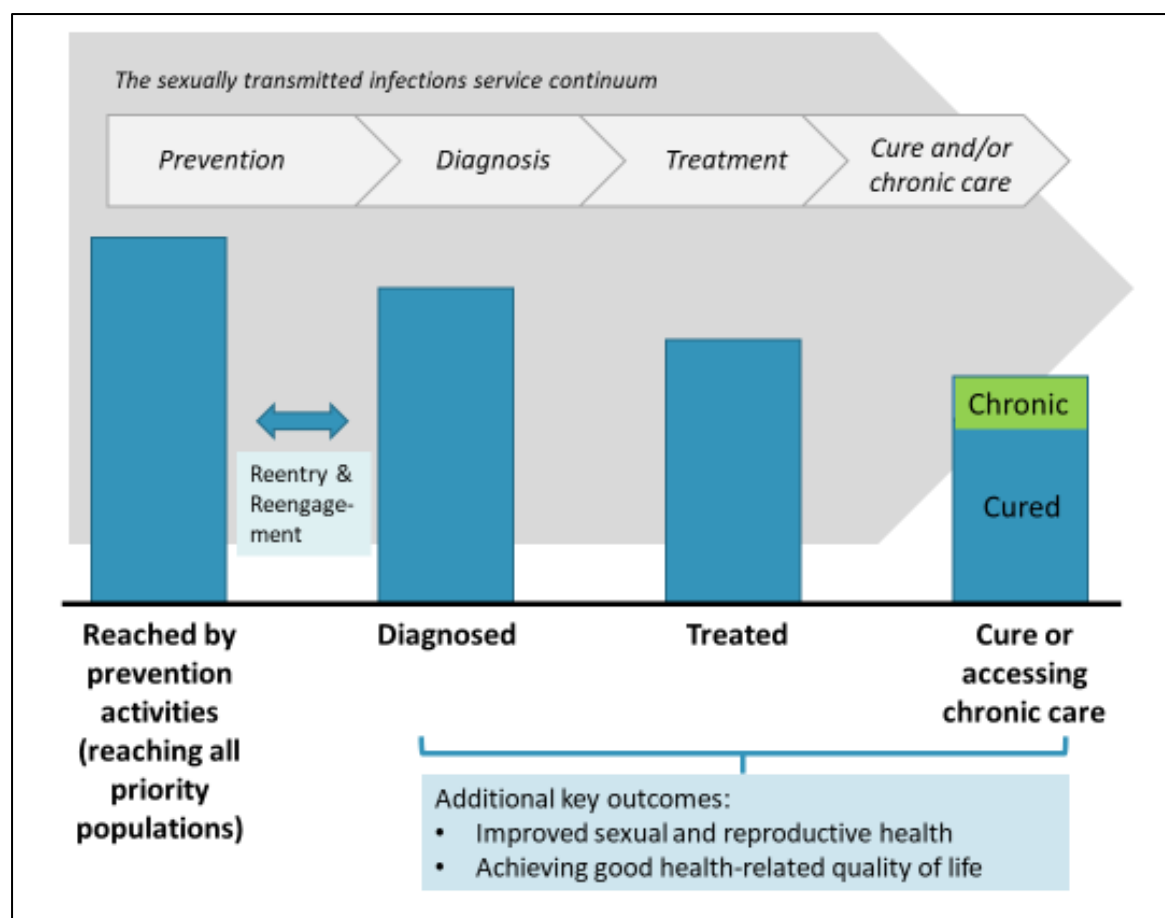 The sexually transmitted infections service continuum
Prevention
Diagnosis
Treatment
Cure and/or
chronic care
Reentry &
Reengage-
ment
Chronic
Cured
Reached by
prevention
activities
(reaching all
priority
populations)
Diagnosed
Treated
Cure or
accessing
chronic care
Additional key outcomes:
• Improved sexual and reproductive health
• Achieving good health-related quality of life